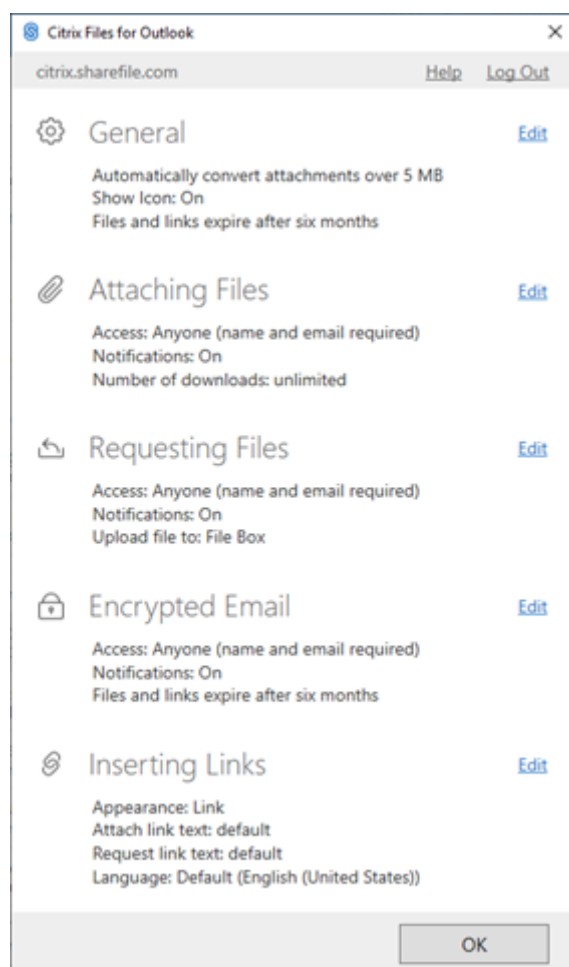 Citrix Files for Outlook
citrix.sharefile.com Help Log Out
General Edit
Automatically convert attachments over 5 MB
Show Icon: On
Files and links expire after six months
Attaching Files Edit
Access: Anyone (name and email required)
Notifications: On
Number of downloads: unlimited
Requesting Files Edit
Access: Anyone (name and email required)
Notifications: On
Upload file to: File Box
Encrypted Email Edit
Access: Anyone (name and email required)
Notifications: On
Files and links expire after six months
Inserting Links Edit
Appearance: Link
Attach link text: default
Request link text: default
Language: Default (English (United States))
OK